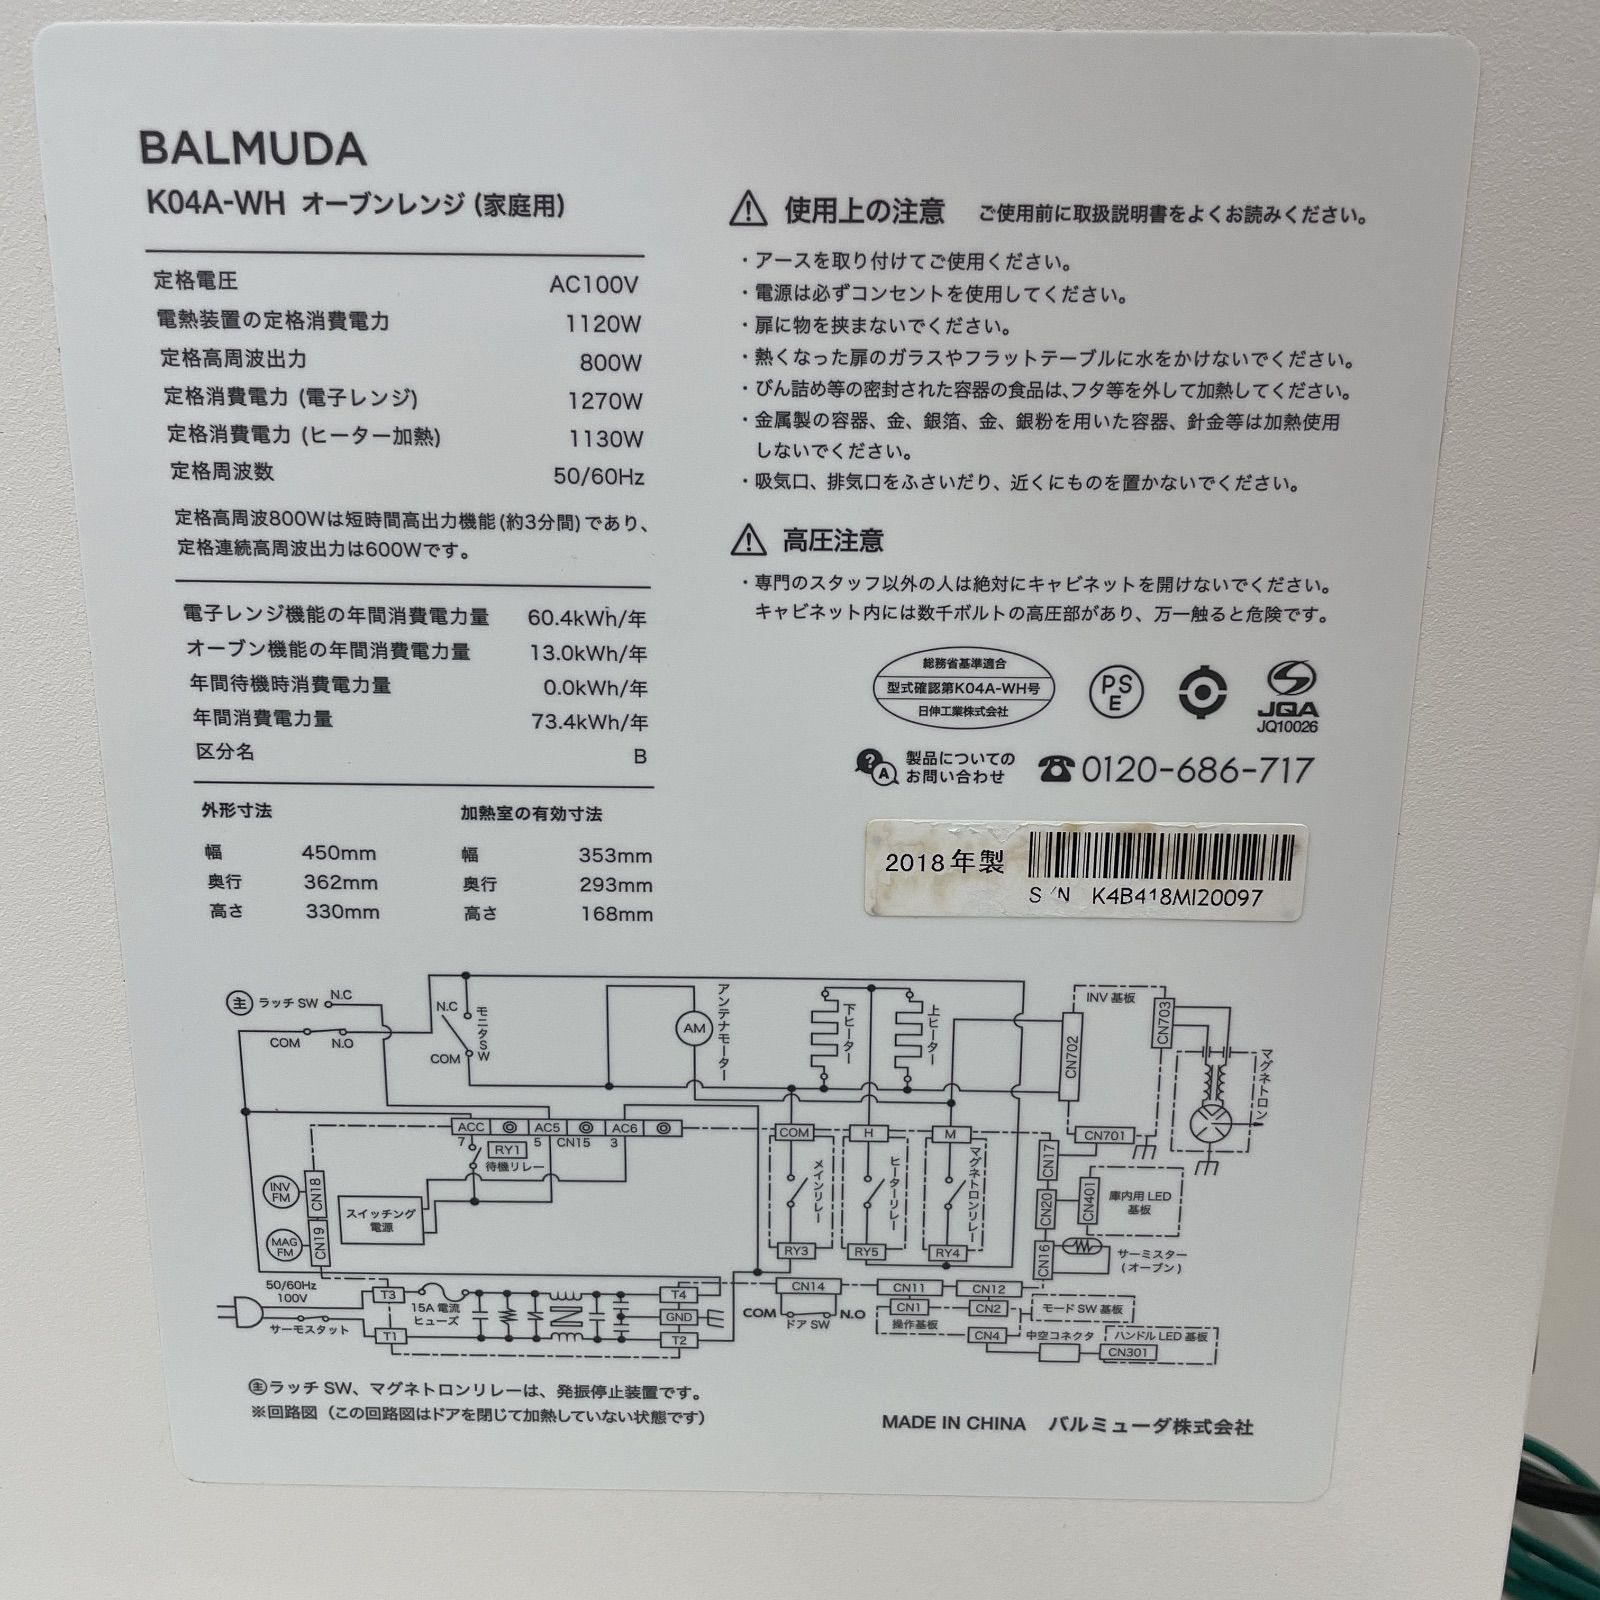 BALMUDA
K04A-WH オーブンレンジ (家庭用)
定格電圧 AC100V
電熱装置の定格消費電力 1120W
定格高周波出力 800W
定格消費電力 (電子レンジ) 1270W
定格消費電力 (ヒーター加熱) 1130W
定格周波数 50/60Hz
定格高周波800Wは短時間高出力機能(約3分間)であり、
定格連続高周波出力は600Wです。
電子レンジ機能の年間消費電力量 60.4kWh/年
オーブン機能の年間消費電力量 13.0kWh/年
年間待機時消費電力量 0.0kWh/年
年間消費電力量 73.4kWh/年
区分名 B
外形寸法 加熱室の有効寸法
幅 450mm 幅 353mm
奥行 362mm 奥行 293mm
高さ 330mm 高さ 168mm
使用上の注意 ご使用前に取扱説明書をよくお読みください。
・アースを取り付けてご使用ください。
・電源は必ずコンセントを使用してください。
・扉に物を挟まないでください。
・熱くなった扉のガラスやフラットテーブルに水をかけないでください。
・びん詰め等の密封された容器の食品は、フタ等を外して加熱してください。
・金属製の容器、金、銀箔、金、銀粉を用いた容器、針金等は加熱使用
しないでください。
・吸気口、排気口をふさいだり、近くにものを置かないでください。
高圧注意
・専門のスタッフ以外の人は絶対にキャビネットを開けないでください。
キャビネット内には数千ボルトの高圧部があり、万一触ると危険です。
総務省基準適合
型式確認第K04A-WH号
日伸工業株式会社
PS
E
JQA
JQ10026
?
A
製品についての
お問い合わせ
0120-686-717
2018年製
S/N K4B418MI20097
主 ラッチSW N.C
COM N.O
N.C
COM
モニタSW
AM
アンテナモーター
下ヒーター
上ヒーター
INV基板
CN702
CN703
マグネトロン
CN701
ACC AC5 AC6
7 5 CN15 3
RY1
待機リレー
INV
FM
CN18
MAG
FM
CN19
スイッチング
電源
COM H M
メインリレー
ヒーターリレー
マグネトロンリレー
RY3 RY5 RY4
CN17
CN20
CN401
庫内用LED
基板
CN16
サーミスター
(オーブン)
50/60Hz
100V
サーモスタット
T3
T1
15A電流
ヒューズ
T4
GND
T2
CN14
COM N.O
ドアSW
CN11 CN12
CN1 CN2
操作基板
モードSW基板
CN4 中空コネクタ
ハンドルLED基板
CN301
主ラッチSW、マグネトロンリレーは、発振停止装置です。
※回路図 (この回路図はドアを閉じて加熱していない状態です)
MADE IN CHINA バルミューダ株式会社